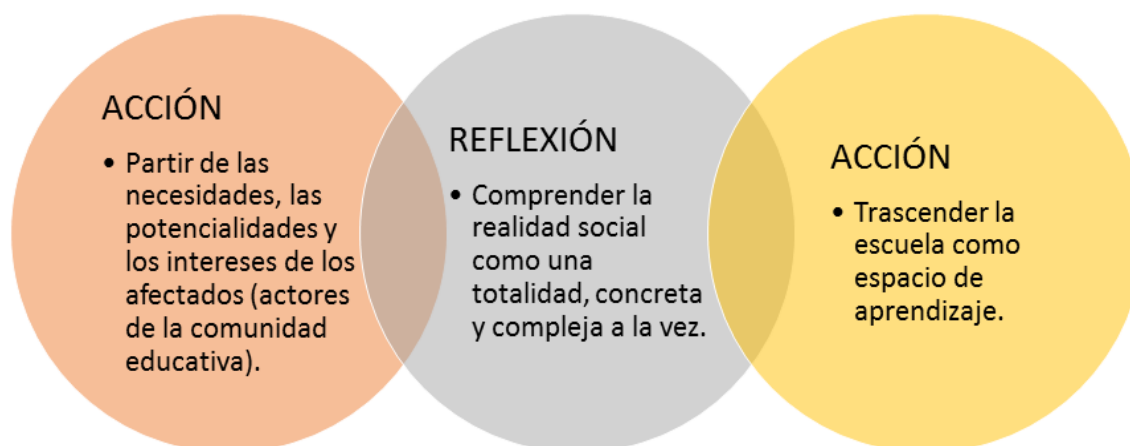 ACCIÓN
• Partir de las
necesidades, las
potencialidades y
los intereses de los
afectados (actores
de la comunidad
educativa).
REFLEXIÓN
• Comprender la
realidad social
como una
totalidad, concreta
y compleja a la vez.
ACCIÓN
• Trascender la
escuela como
espacio de
aprendizaje.